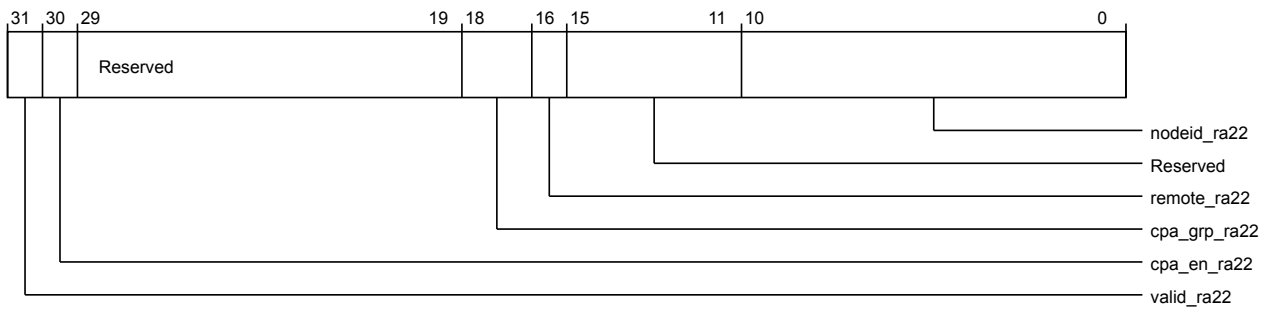 31 30 29 19 18 16 15 11 10 0
Reserved
nodeid_ra22
Reserved
remote_ra22
cpa_grp_ra22
cpa_en_ra22
valid_ra22